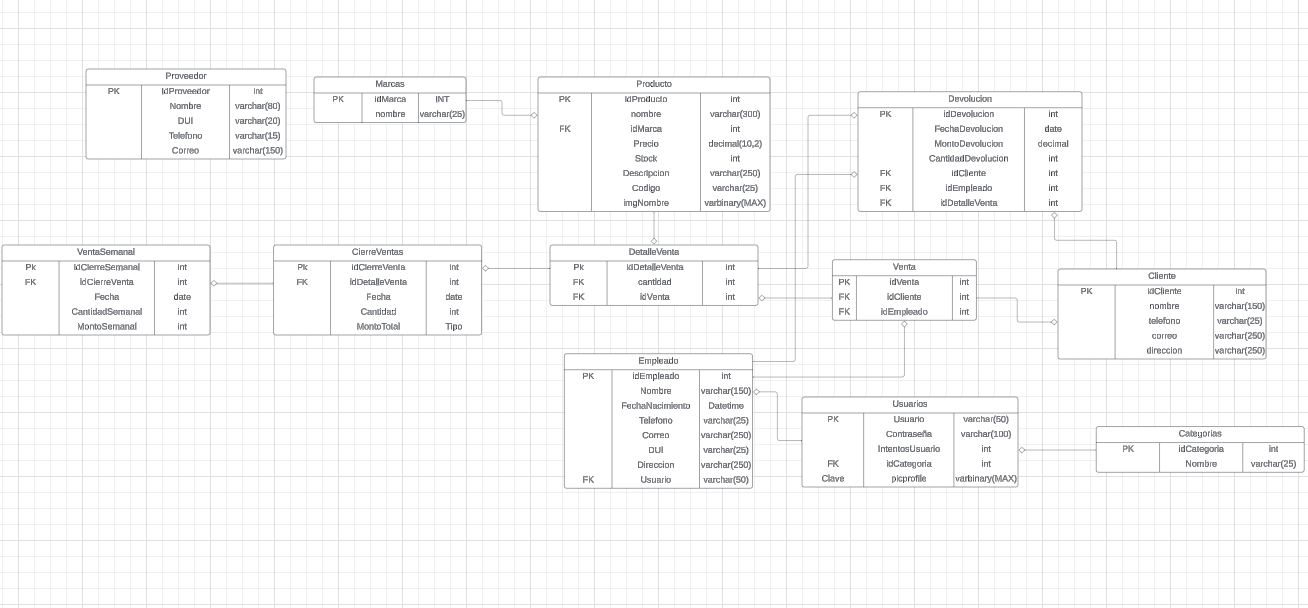 Proveedor
PK IdProveedor Int
Nombre varchar(80)
DUI varchar(20)
Telefono varchar(15)
Correo varchar(150)
Marcas
PK idMarca INT
nombre varchar(25)
Producto
PK idProducto int
nombre varchar(300)
FK idMarca int
Precio decimal(10,2)
Stock int
Descripcion varchar(250)
Codigo varchar(25)
imgNombre varbinary(MAX)
Devolucion
PK idDevolucion int
FechaDevolucion date
MontoDevolucion decimal
CantidadDevolucion int
FK idCliente int
FK idEmpleado int
FK idDetalleVenta int
VentaSemanal
Pk idCierreSemanal int
FK idCierreVenta int
Fecha date
CantidadSemanal int
MontoSemanal int
CierreVentas
Pk idCierreVenta int
FK idDetalleVenta int
Fecha date
Cantidad int
MontoTotal Tipo
DetalleVenta
Pk idDetalleVenta int
FK cantidad int
FK idVenta int
Venta
PK idVenta int
FK idCliente int
FK idEmpleado int
Cliente
PK idCliente int
nombre varchar(150)
telefono varchar(25)
correo varchar(250)
direccion varchar(250)
Empleado
PK idEmpleado int
Nombre varchar(150)
FechaNacimiento Datetime
Telefono varchar(25)
Correo varchar(250)
DUI varchar(25)
Direccion varchar(250)
FK Usuario varchar(50)
Usuarios
PK Usuario varchar(50)
Contraseña varchar(100)
IntentosUsuario int
FK idCategoria int
Clave picprofile varbinary(MAX)
Categorias
PK idCategoria int
Nombre varchar(25)